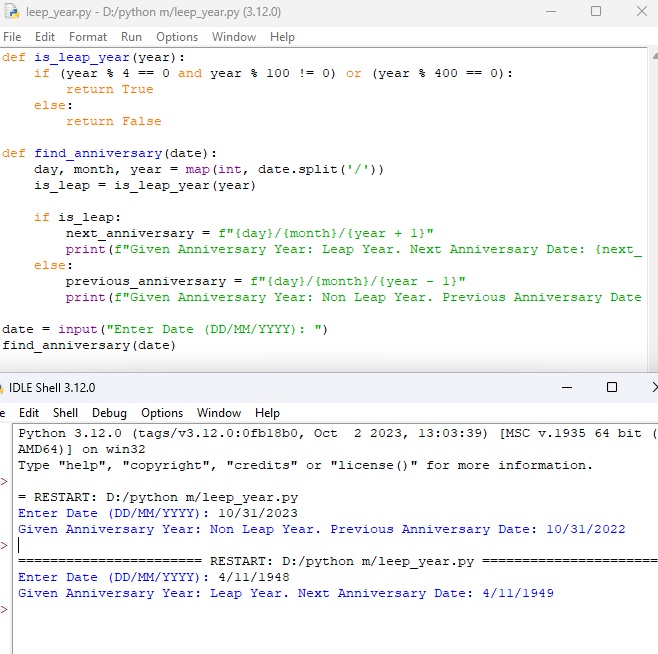 leep_year.py - D:/python m/leep_year.py (3.12.0)
File Edit Format Run Options Window Help
def is_leap_year(year):
    if (year % 4 == 0 and year % 100 != 0) or (year % 400 == 0):
        return True
    else:
        return False
def find_anniversary(date):
    day, month, year = map(int, date.split('/'))
    is_leap = is_leap_year(year)
    if is_leap:
        next_anniversary = f"{day}/{month}/{year + 1}"
        print(f"Given Anniversary Year: Leap Year. Next Anniversary Date: {next_
    else:
        previous_anniversary = f"{day}/{month}/{year - 1}"
        print(f"Given Anniversary Year: Non Leap Year. Previous Anniversary Date
date = input("Enter Date (DD/MM/YYYY): ")
find_anniversary(date)
IDLE Shell 3.12.0
e Edit Shell Debug Options Window Help
Python 3.12.0 (tags/v3.12.0:0fb18b0, Oct  2 2023, 13:03:39) [MSC v.1935 64 bit (
AMD64)] on win32
Type "help", "copyright", "credits" or "license()" for more information.
>
= RESTART: D:/python m/leep_year.py
Enter Date (DD/MM/YYYY): 10/31/2023
Given Anniversary Year: Non Leap Year. Previous Anniversary Date: 10/31/2022
>
======================= RESTART: D:/python m/leep_year.py ======================
Enter Date (DD/MM/YYYY): 4/11/1948
Given Anniversary Year: Leap Year. Next Anniversary Date: 4/11/1949
>